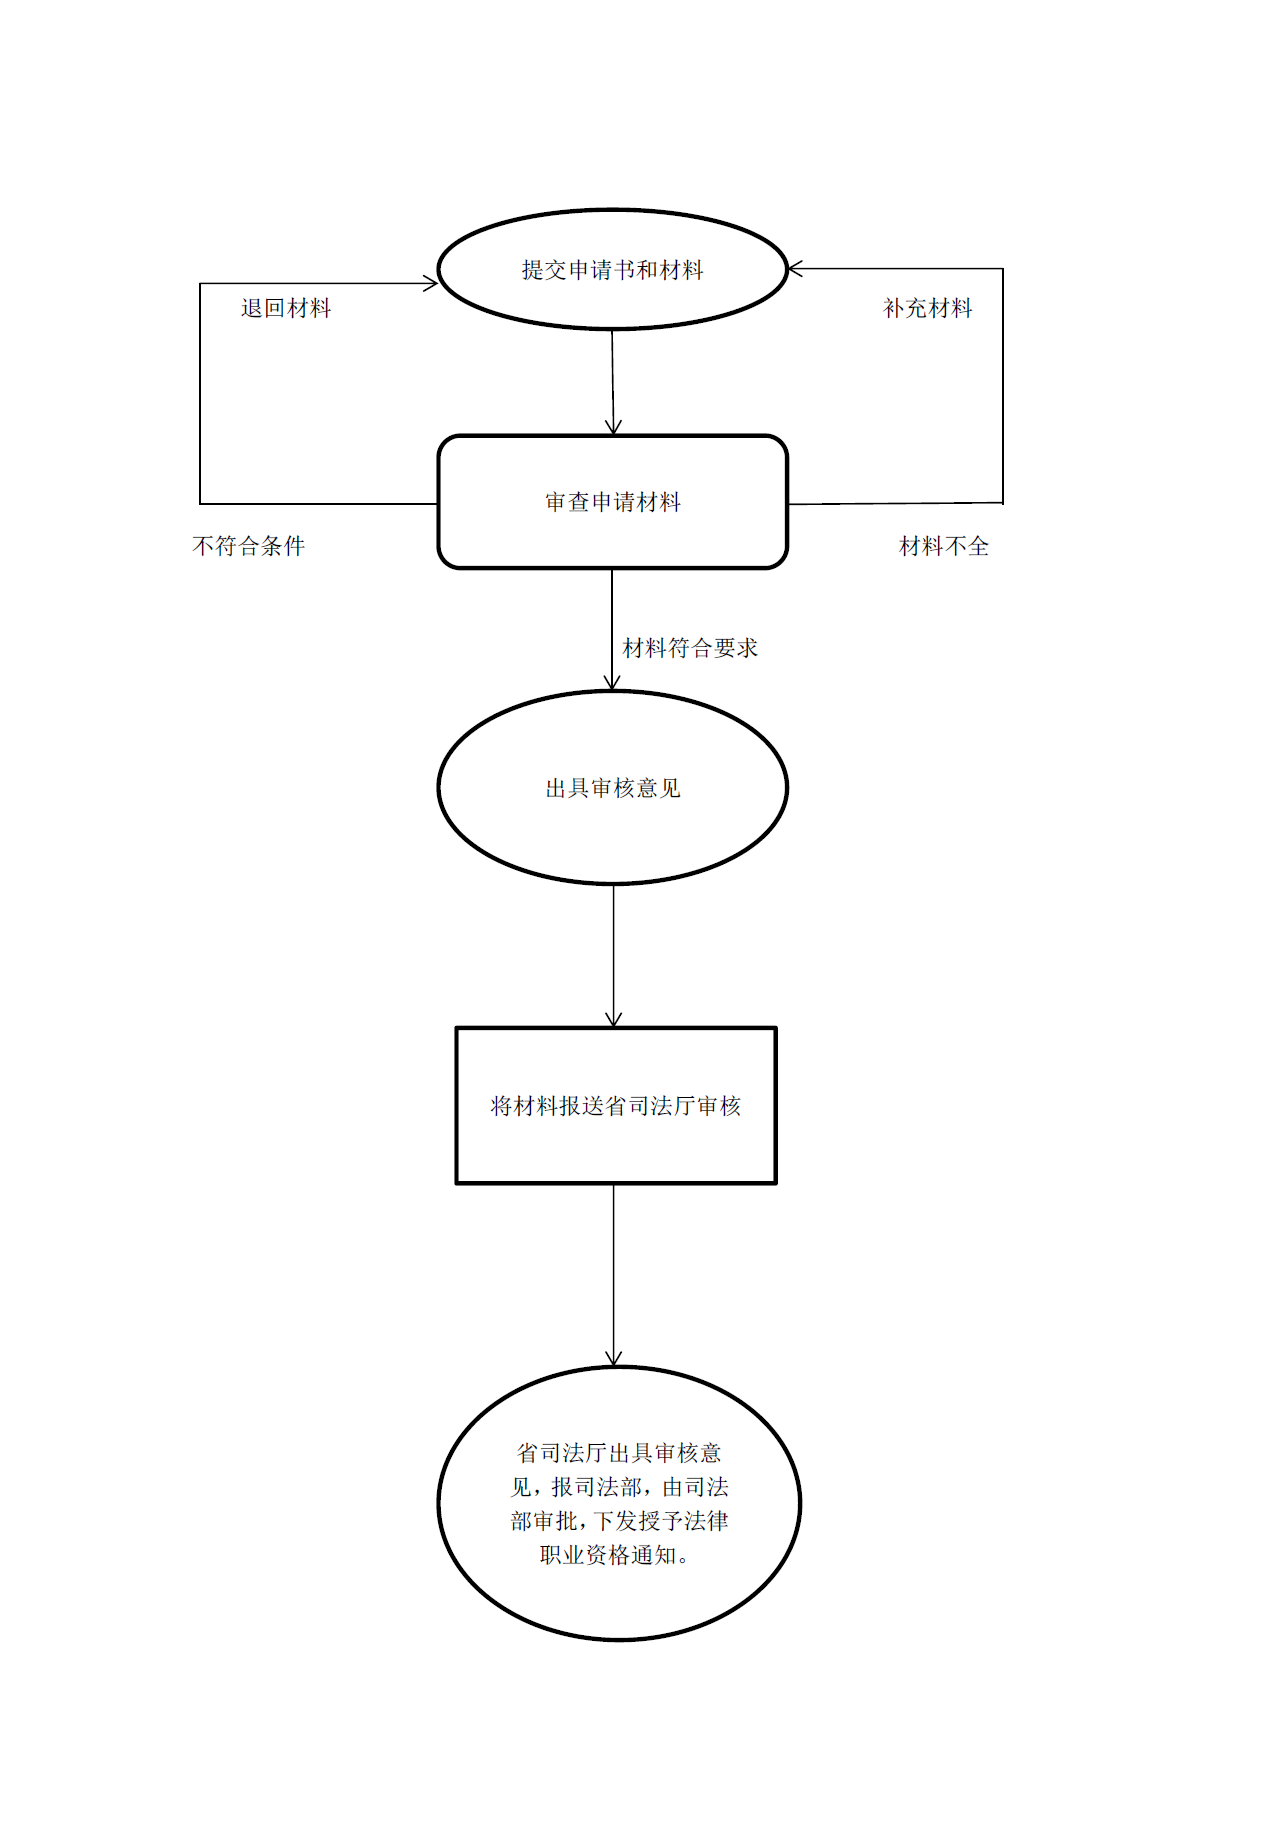 提交申请书和材料
退回材料
补充材料
审查申请材料
不符合条件
材料不全
材料符合要求
出具审核意见
将材料报送省司法厅审核
省司法厅出具审核意
见，报司法部，由司法
部审批，下发授予法律
职业资格通知。